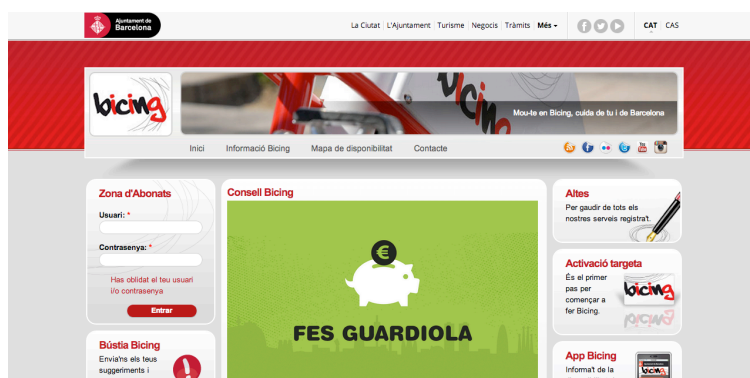 Ajuntament de
Barcelona
La Ciutat L'Ajuntament Turisme Negocis Tràmits Més
CAT CAS
bicing
bicing
Mou-te en Bicing, cuida de tu i de Barcelona
Inici Informació Bicing Mapa de disponibilitat Contacte
Zona d'Abonats
Usuari: *
Contrasenya: *
Has oblidat el teu usuari
i/o contrasenya
Entrar
Bústia Bicing
Envia'ns els teus
suggeriments i
Consell Bicing
€
FES GUARDIOLA
Altes
Per gaudir de tots els
nostres serveis registra't.
Activació targeta
És el primer
pas per
començar a
fer Bicing.
bicing
App Bicing
Informa't de la
bicing